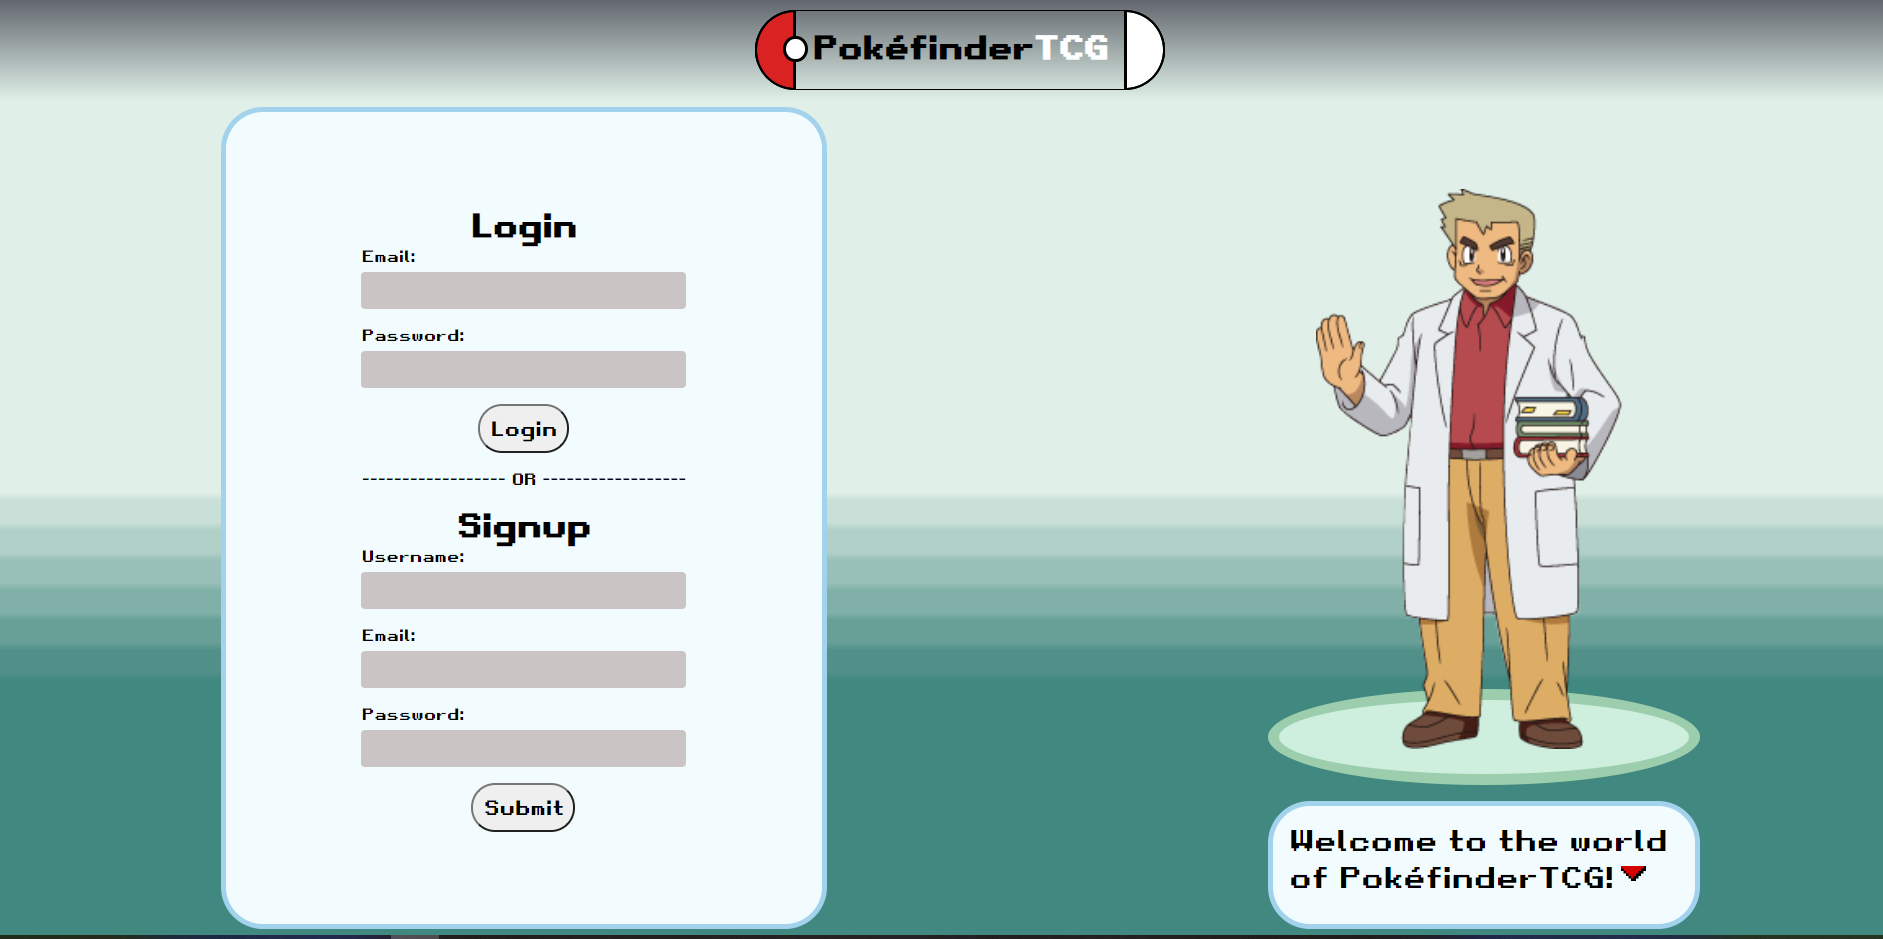 PokéfinderTCG
Login
Email:
Password:
Login
------------------ OR ------------------
Signup
Username:
Email:
Password:
Submit
Welcome to the world
of PokéfinderTCG!